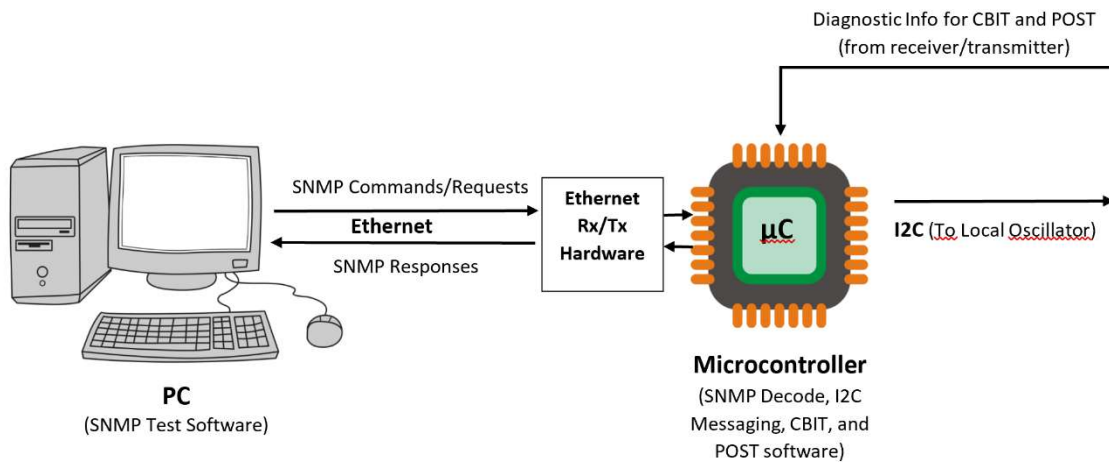 Diagnostic Info for CBIT and POST
(from receiver/transmitter)
SNMP Commands/Requests
Ethernet
SNMP Responses
Ethernet
Rx/Tx
Hardware
µC
I2C (To Local Oscillator)
PC
(SNMP Test Software)
Microcontroller
(SNMP Decode, I2C
Messaging, CBIT, and
POST software)